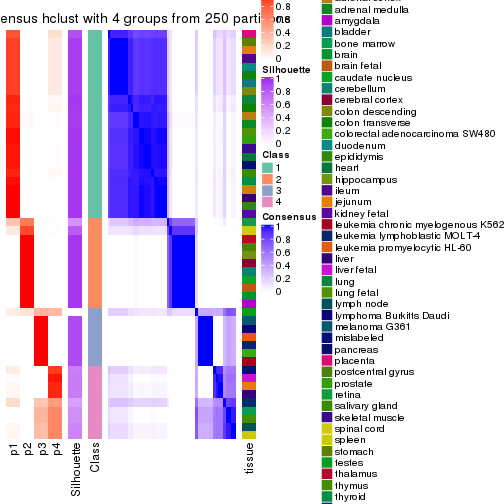 ensus hclust with 4 groups from 250 partitions
0.8
0.6
0.4
0.2
0
Silhouette
1
0.8
0.6
0.4
0.2
0
Class
1
2
3
4
Consensus
1
0.8
0.6
0.4
0.2
0
p1
p2
p3
p4
Silhouette
Class
tissue
adrenal medulla
amygdala
bladder
bone marrow
brain
brain fetal
caudate nucleus
cerebellum
cerebral cortex
colon descending
colon transverse
colorectal adenocarcinoma SW480
duodenum
epididymis
heart
hippocampus
ileum
jejunum
kidney fetal
leukemia chronic myelogenous K562
leukemia lymphoblastic MOLT-4
leukemia promyelocytic HL-60
liver
liver fetal
lung
lung fetal
lymph node
lymphoma Burkitts Daudi
melanoma G361
mislabeled
pancreas
placenta
postcentral gyrus
prostate
retina
salivary gland
skeletal muscle
spinal cord
spleen
stomach
testes
thalamus
thymus
thyroid